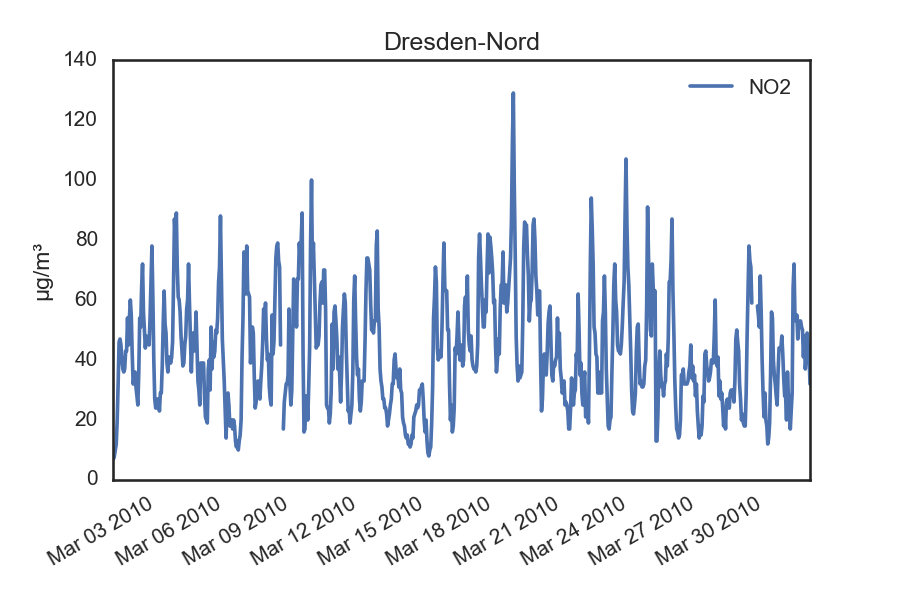 Dresden-Nord
140
120
100
80
60
40
20
0
µg/m³
NO2
Mar 03 2010
Mar 06 2010
Mar 09 2010
Mar 12 2010
Mar 15 2010
Mar 18 2010
Mar 21 2010
Mar 24 2010
Mar 27 2010
Mar 30 2010